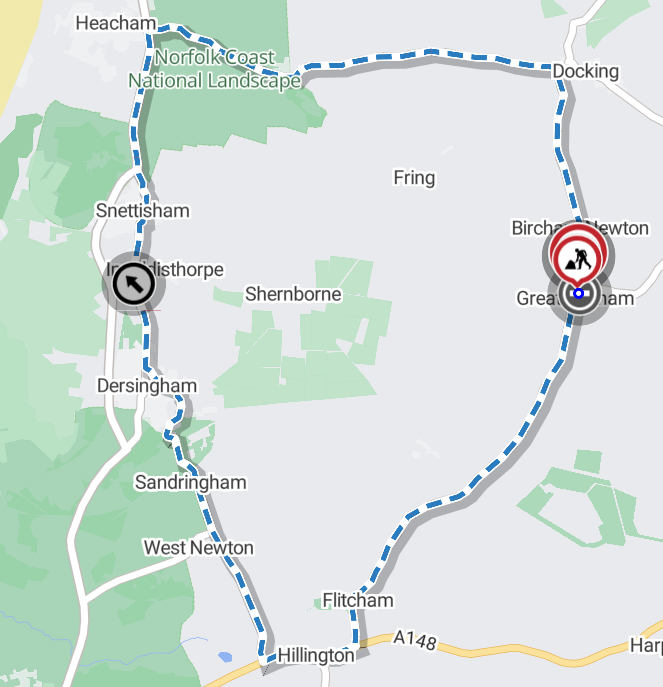 Heacham
Norfolk Coast
National Landscape
Docking
Fring
Snettisham
Shernborne
Dersingham
Sandringham
West Newton
Flitcham
Hillington
A148